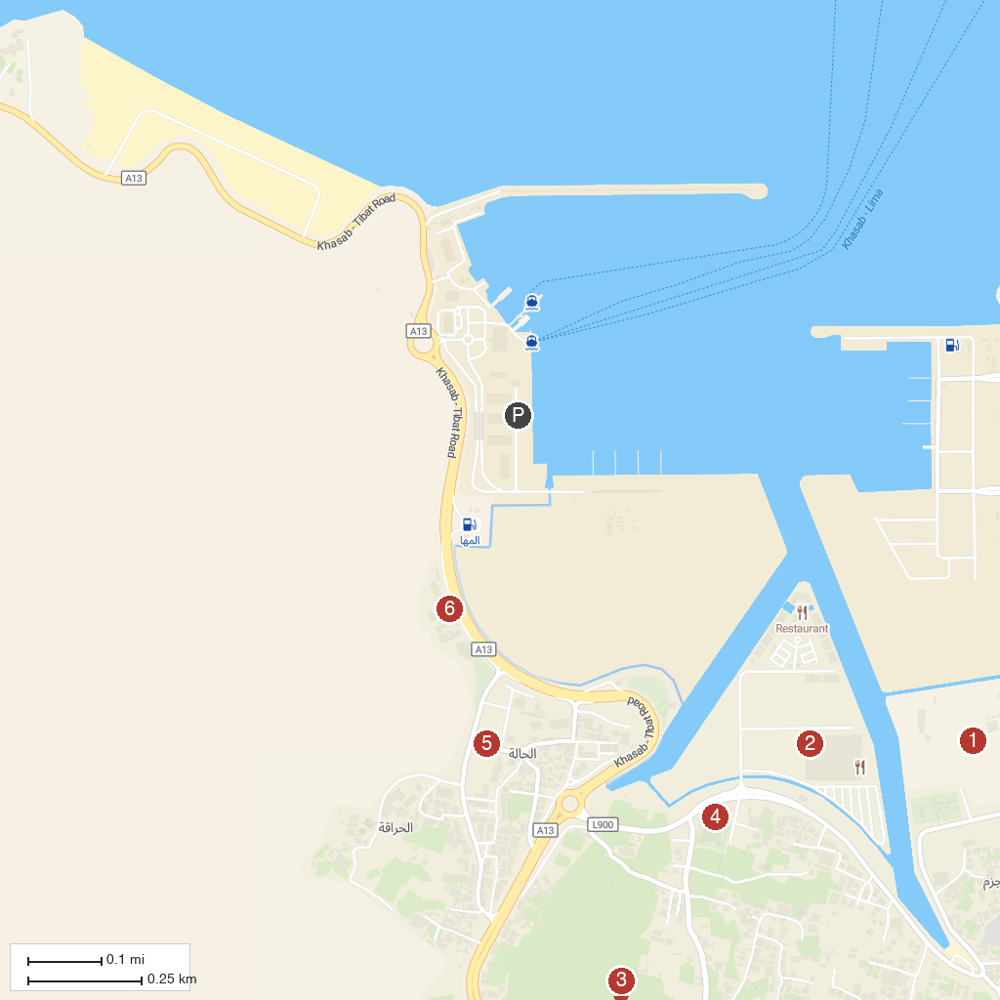 A13
Khasab - Tibat Road
Khasab - Lima
A13
Khasab - Tibat Road
P
المها
6
Restaurant
A13
Khasab - Tibat Road
5
الحالة
2
1
4
A13
L900
الحراقة
جزم
3
0.1 mi
0.25 km